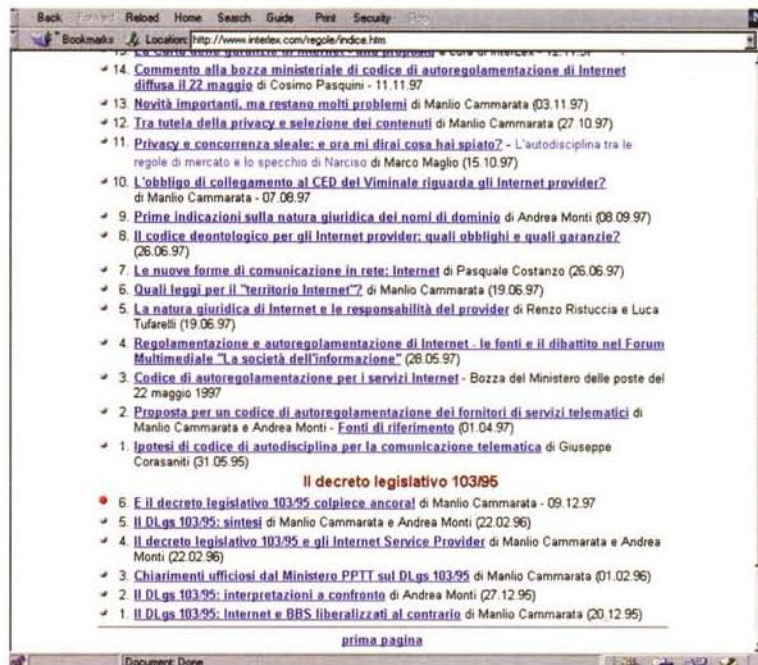 Back Forward Reload Home Search Guide Print Security Stop
Bookmarks Location: http://www.interlex.com/regole/indice.htm
14. Commento alla bozza ministeriale di codice di autoregolamentazione di Internet
diffusa il 22 maggio di Cosimo Pasquini - 11.11.97
13. Novità importanti, ma restano molti problemi di Manlio Cammarata (03.11.97)
12. Tra tutela della privacy e selezione dei contenuti di Manlio Cammarata (27.10.97)
11. Privacy e concorrenza sleale: e ora mi dirai cosa hai spiato? - L'autodisciplina tra le
regole di mercato e lo specchio di Narciso di Marco Maglio (15.10.97)
10. L'obbligo di collegamento al CED del Viminale riguarda gli Internet provider?
di Manlio Cammarata - 07.08.97
9. Prime indicazioni sulla natura giuridica dei nomi di dominio di Andrea Monti (08.09.97)
8. Il codice deontologico per gli Internet provider: quali obblighi e quali garanzie?
(26.06.97)
7. Le nuove forme di comunicazione in rete: Internet di Pasquale Costanzo (26.06.97)
6. Quali leggi per il "territorio Internet"? di Manlio Cammarata (19.06.97)
5. La natura giuridica di Internet e le responsabilità del provider di Renzo Ristuccia e Luca
Tufarelli (19.06.97)
4. Regolamentazione e autoregolamentazione di Internet - le fonti e il dibattito nel Forum
Multimediale "La società dell'informazione" (28.05.97)
3. Codice di autoregolamentazione per i servizi Internet - Bozza del Ministero delle poste del
22 maggio 1997
2. Proposta per un codice di autoregolamentazione dei fornitori di servizi telematici di
Manlio Cammarata e Andrea Monti - Fonti di riferimento (01.04.97)
1. Ipotesi di codice di autodisciplina per la comunicazione telematica di Giuseppe
Corasaniti (31.05.95)
Il decreto legislativo 103/95
6. E il decreto legislativo 103/95 colpiece ancora! di Manlio Cammarata - 09.12.97
5. Il DLgs 103/95: sintesi di Manlio Cammarata e Andrea Monti (22.02.96)
4. Il decreto legislativo 103/95 e gli Internet Service Provider di Manlio Cammarata e Andrea
Monti (22.02.96)
3. Chiarimenti ufficiosi dal Ministero PPTT sul DLgs 103/95 di Manlio Cammarata (01.02.96)
2. Il DLgs 103/95: interpretazioni a confronto di Andrea Monti (27.12.95)
1. Il DLgs 103/95: Internet e BBS liberalizzati al contrario di Manlio Cammarata (20.12.95)
prima pagina
Document: Done